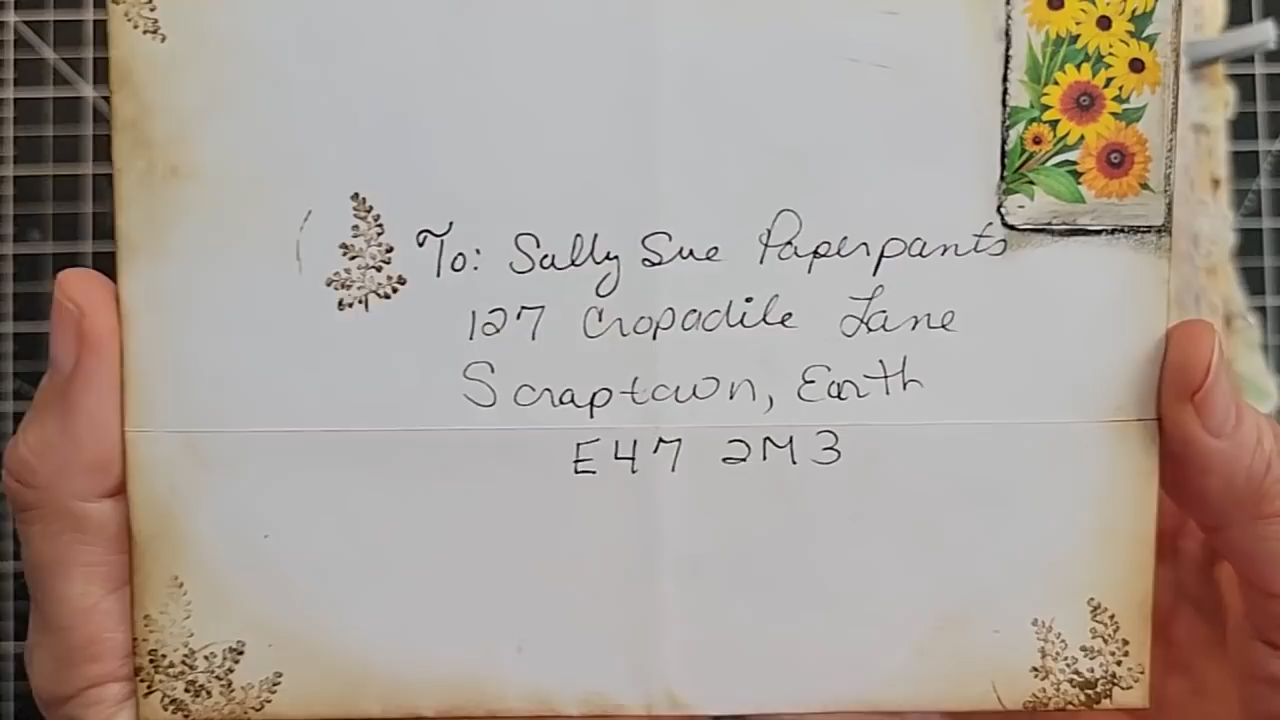 To: Sally Sue Paperpants
127 Cropadile Lane
Scraptown, Earth
E47 2M3